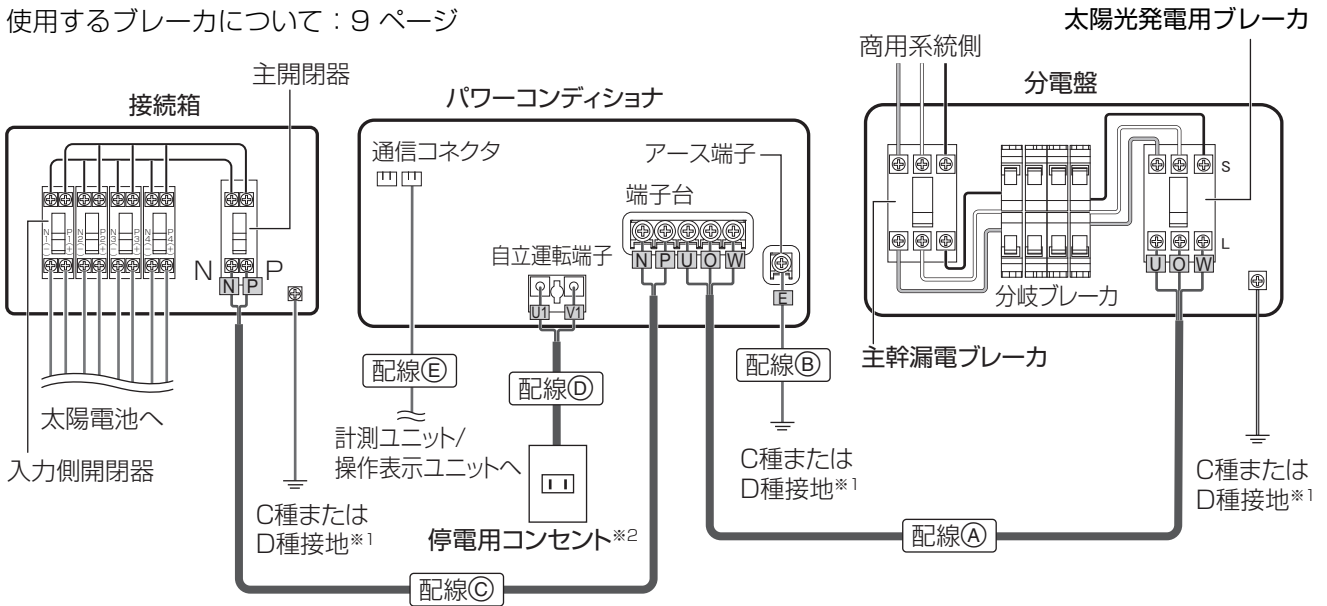 使用するブレーカについて：9 ページ
太陽光発電用ブレーカ
商用系統側
主開閉器
分電盤
接続箱
パワーコンディショナ
通信コネクタ
アース端子
端子台
自立運転端子
S
L
N1－
P1＋
N2－
P2＋
N3－
P3＋
N4－
P4＋
N
P
N
P
N
P
U
O
W
E
U1
V1
U
O
W
分岐ブレーカ
主幹漏電ブレーカ
配線Ⓔ
配線Ⓓ
配線Ⓑ
太陽電池へ
入力側開閉器
計測ユニット/
操作表示ユニットへ
C種または
D種接地※1
C種または
D種接地※1
C種または
D種接地※1
停電用コンセント※2
配線Ⓐ
配線Ⓒ